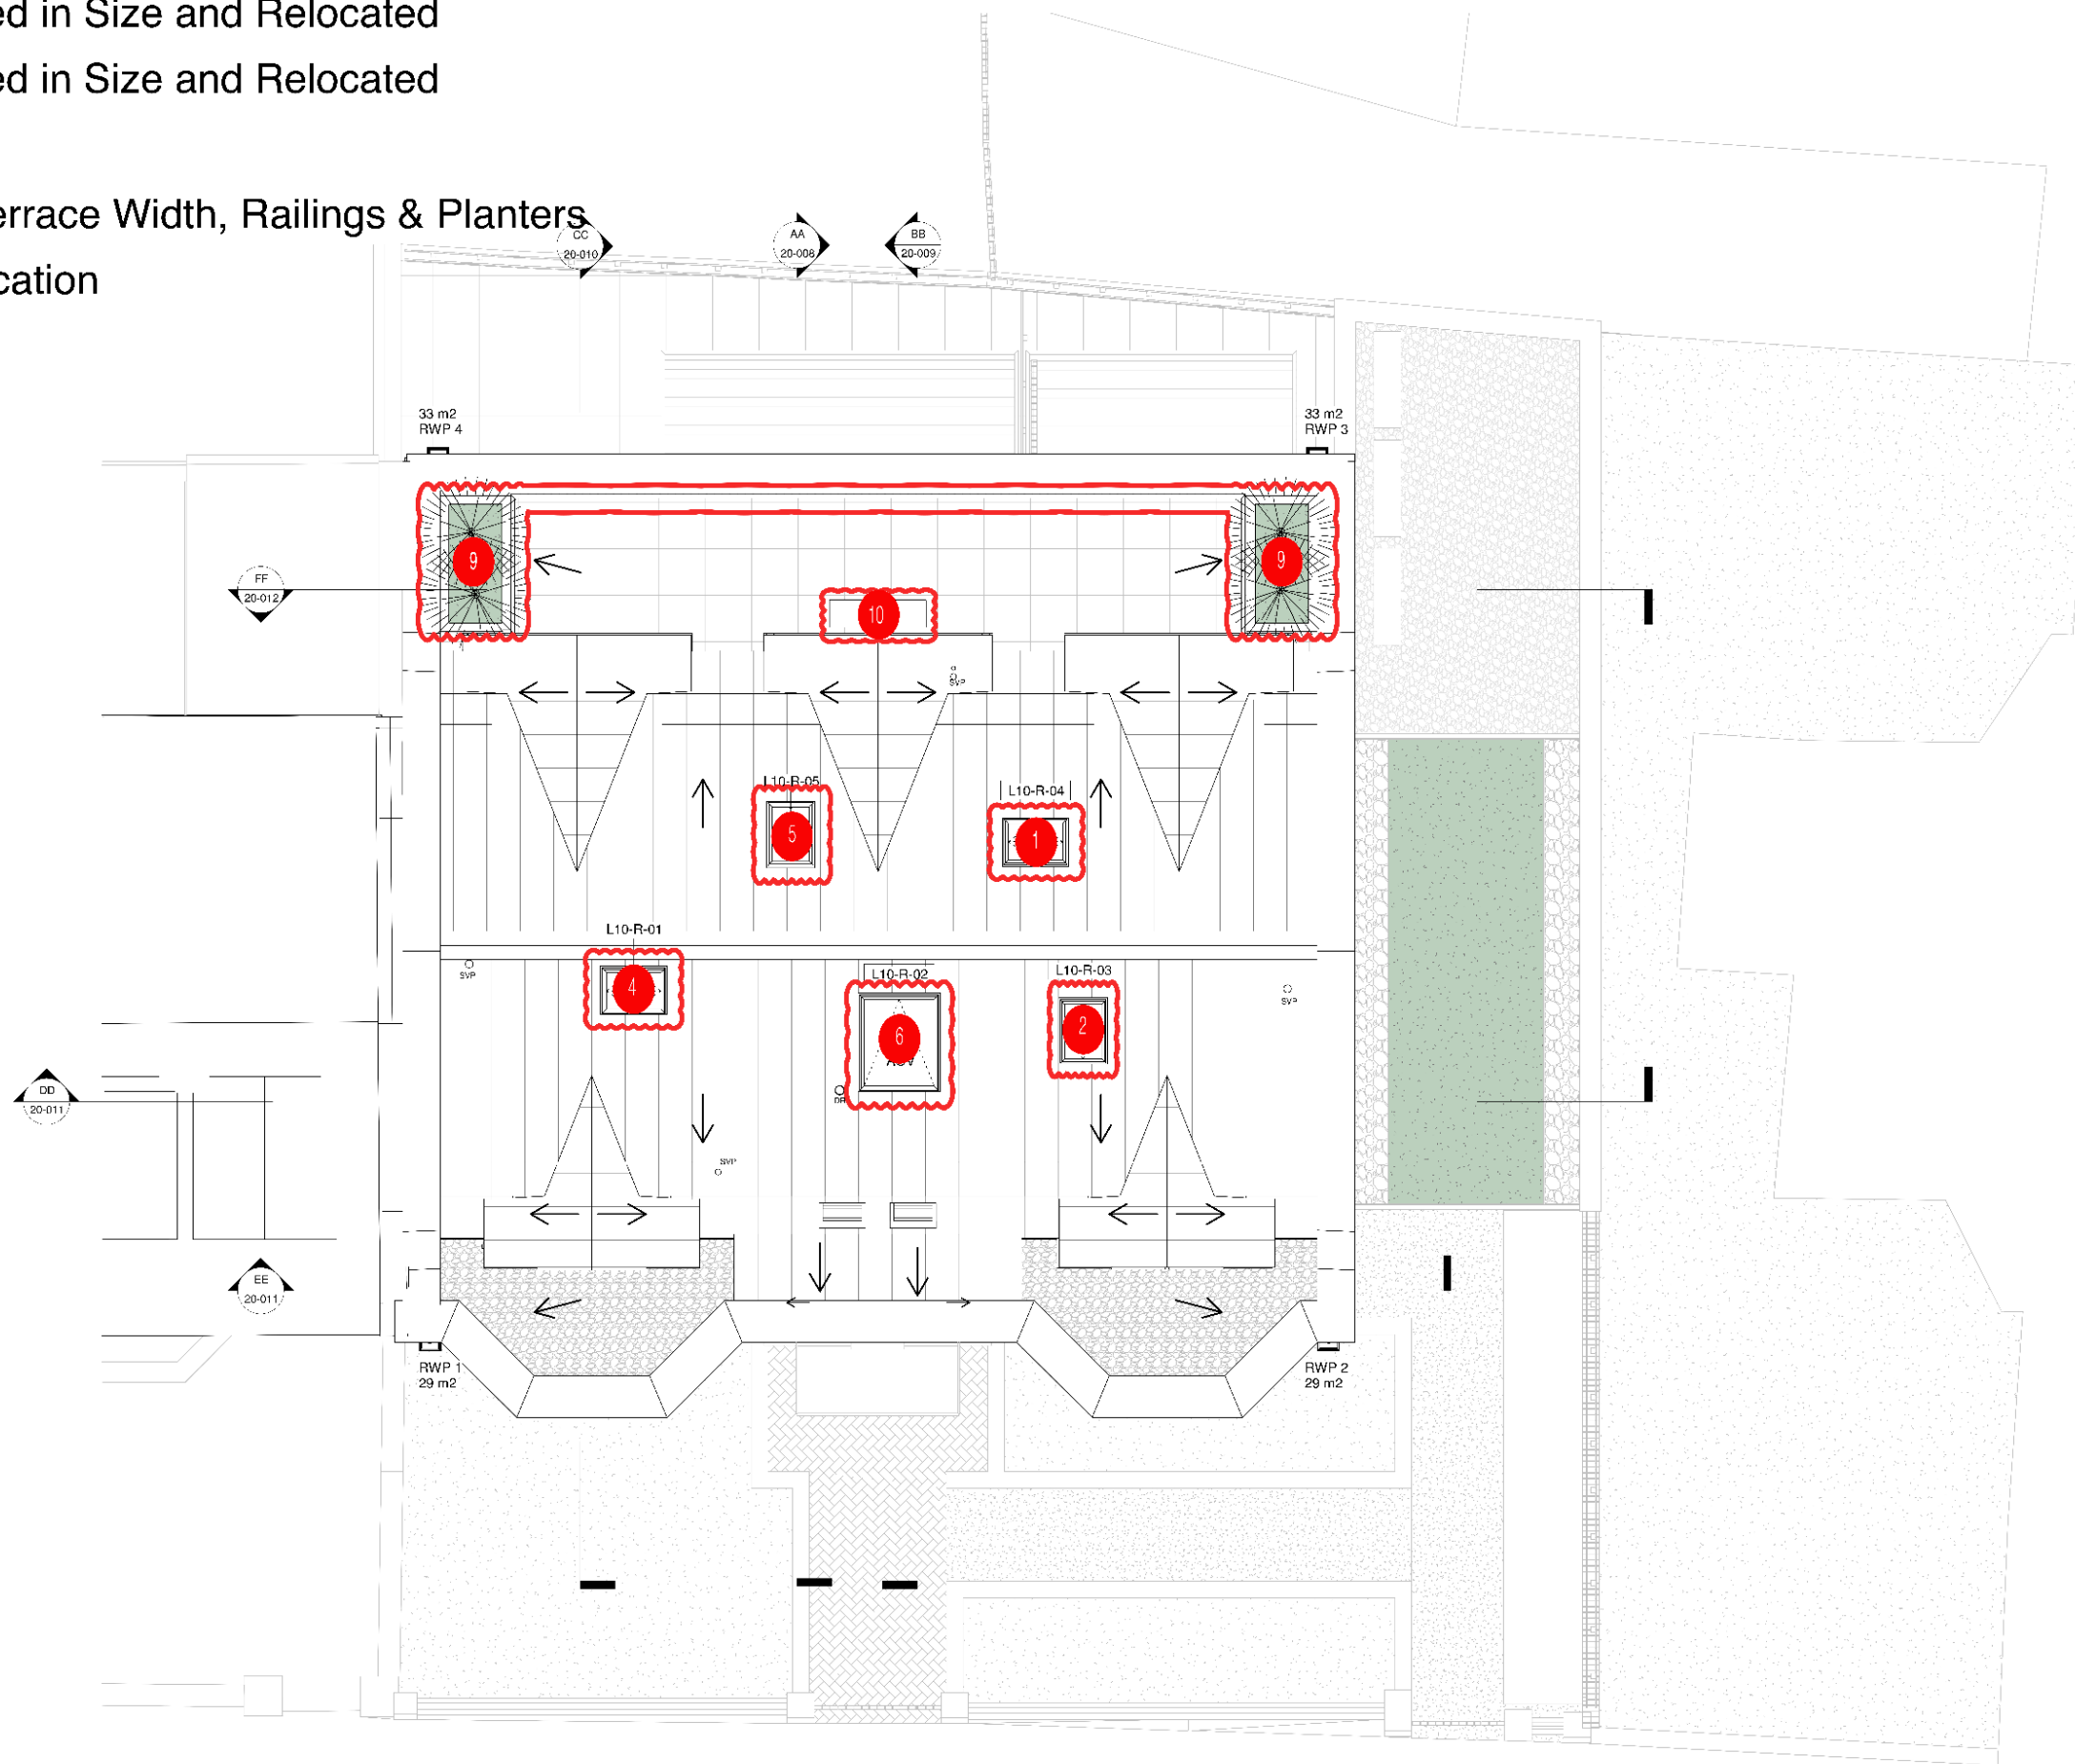 ed in Size and Relocated
ed in Size and Relocated
errace Width, Railings & Planters
cation
CC
20-010
AA
20-008
BB
20-009
33 m2
RWP 4
33 m2
RWP 3
9
9
FF
20-012
10
SVP
L10-R-05
L10-R-04
5
1
L10-R-01
SVP
L10-R-02
L10-R-03
4
SVP
6
2
DD
20-011
SVP
EE
20-011
RWP 1
29 m2
RWP 2
29 m2